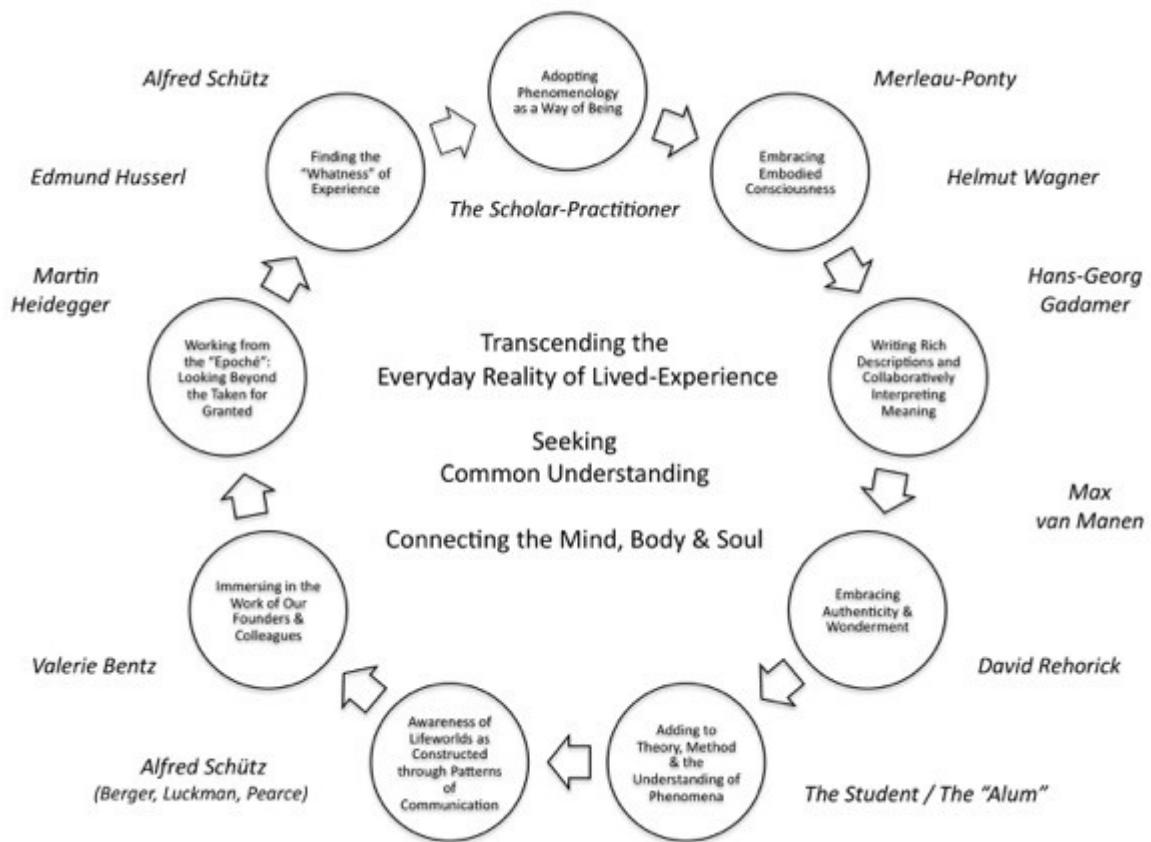 Alfred Schütz
Adopting
Phenomenology
as a Way of Being
Merleau-Ponty
Finding the
"Whatness" of
Experience
Embracing
Embodied
Consciousness
Edmund Husserl
The Scholar-Practitioner
Helmut Wagner
Martin
Heidegger
Hans-Georg
Gadamer
Working from
the "Epoché":
Looking Beyond
the Taken for
Granted
Transcending the
Everyday Reality of Lived-Experience
Writing Rich
Descriptions and
Collaboratively
Interpreting
Meaning
Seeking
Common Understanding
Max
van Manen
Connecting the Mind, Body & Soul
Immersing in the
Work of Our
Founders &
Colleagues
Embracing
Authenticity &
Wonderment
Valerie Bentz
David Rehorick
Awareness of
Lifeworlds as
Constructed
through Patterns
of
Communication
Adding to
Theory, Method
& the
Understanding of
Phenomena
Alfred Schütz
(Berger, Luckman, Pearce)
The Student / The "Alum"